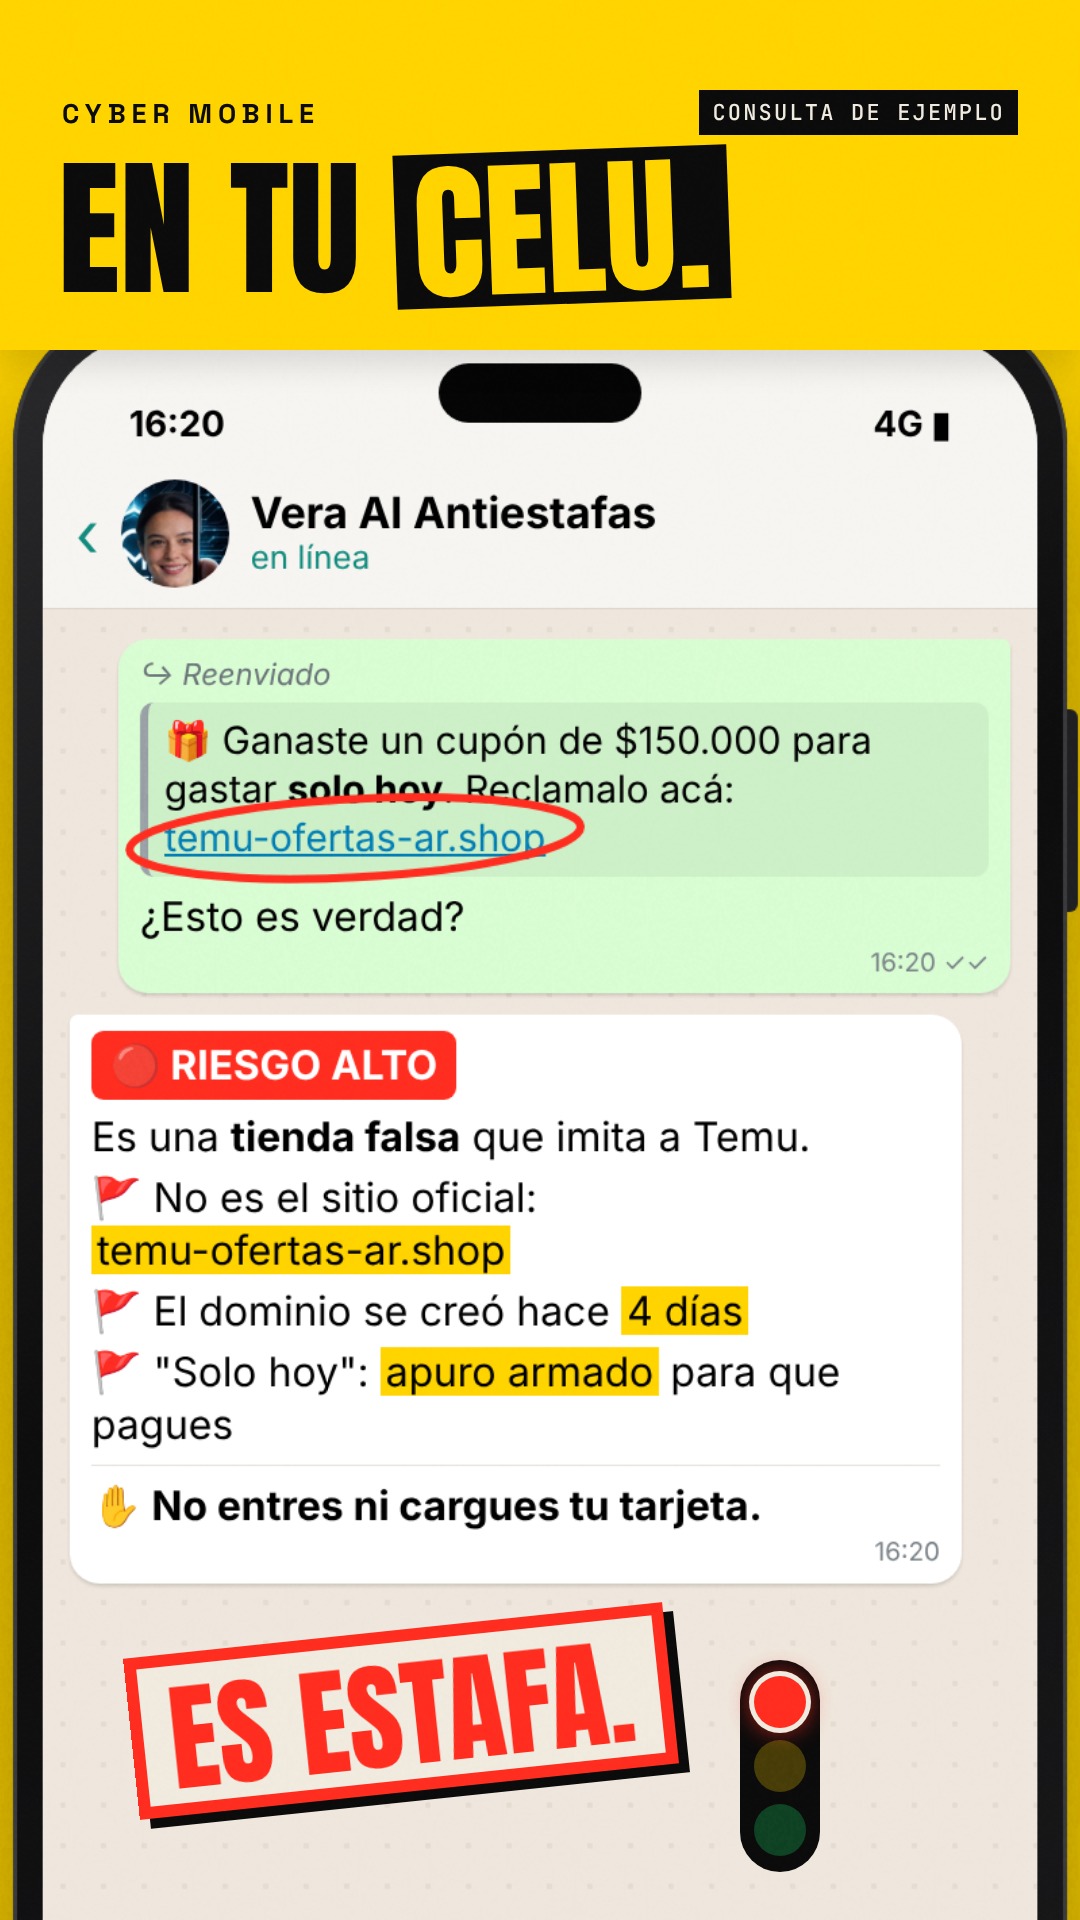 CYBER MOBILE
CONSULTA DE EJEMPLO
EN TU CELU.
16:20
4G
Vera AI Antiestafas
en línea
Reenviado
🎁 Ganaste un cupón de $150.000 para
gastar solo hoy. Reclamalo acá:
temu-ofertas-ar.shop
¿Esto es verdad?
16:20
🔴 RIESGO ALTO
Es una tienda falsa que imita a Temu.
🚩 No es el sitio oficial:
temu-ofertas-ar.shop
🚩 El dominio se creó hace 4 días
🚩 "Solo hoy": apuro armado para que
pagues
✋ No entres ni cargues tu tarjeta.
16:20
ES ESTAFA.